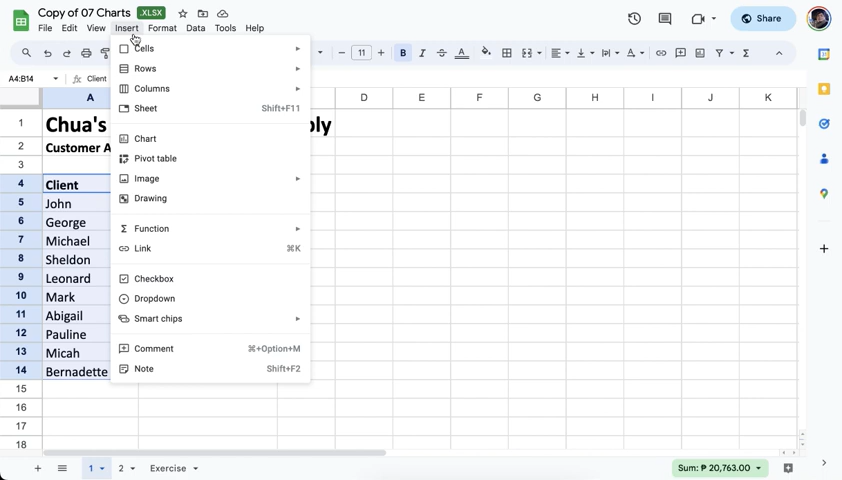 Copy of 07 Charts .XLSX
File Edit View Insert Format Data Tools Help
Share
11 B I S A
A4:B14 fx Client
Cells
Rows
Columns
Sheet Shift+F11
Chart
Pivot table
Image
Drawing
Σ Function
Link ⌘K
Checkbox
Dropdown
Smart chips
Comment ⌘+Option+M
Note Shift+F2
A D E F G H I J K
1 Chua's ply
2 Customer A
3
4 Client
5 John
6 George
7 Michael
8 Sheldon
9 Leonard
10 Mark
11 Abigail
12 Pauline
13 Micah
14 Bernadette
15
16
17
18
1 2 Exercise
Sum: ₱ 20,763.00